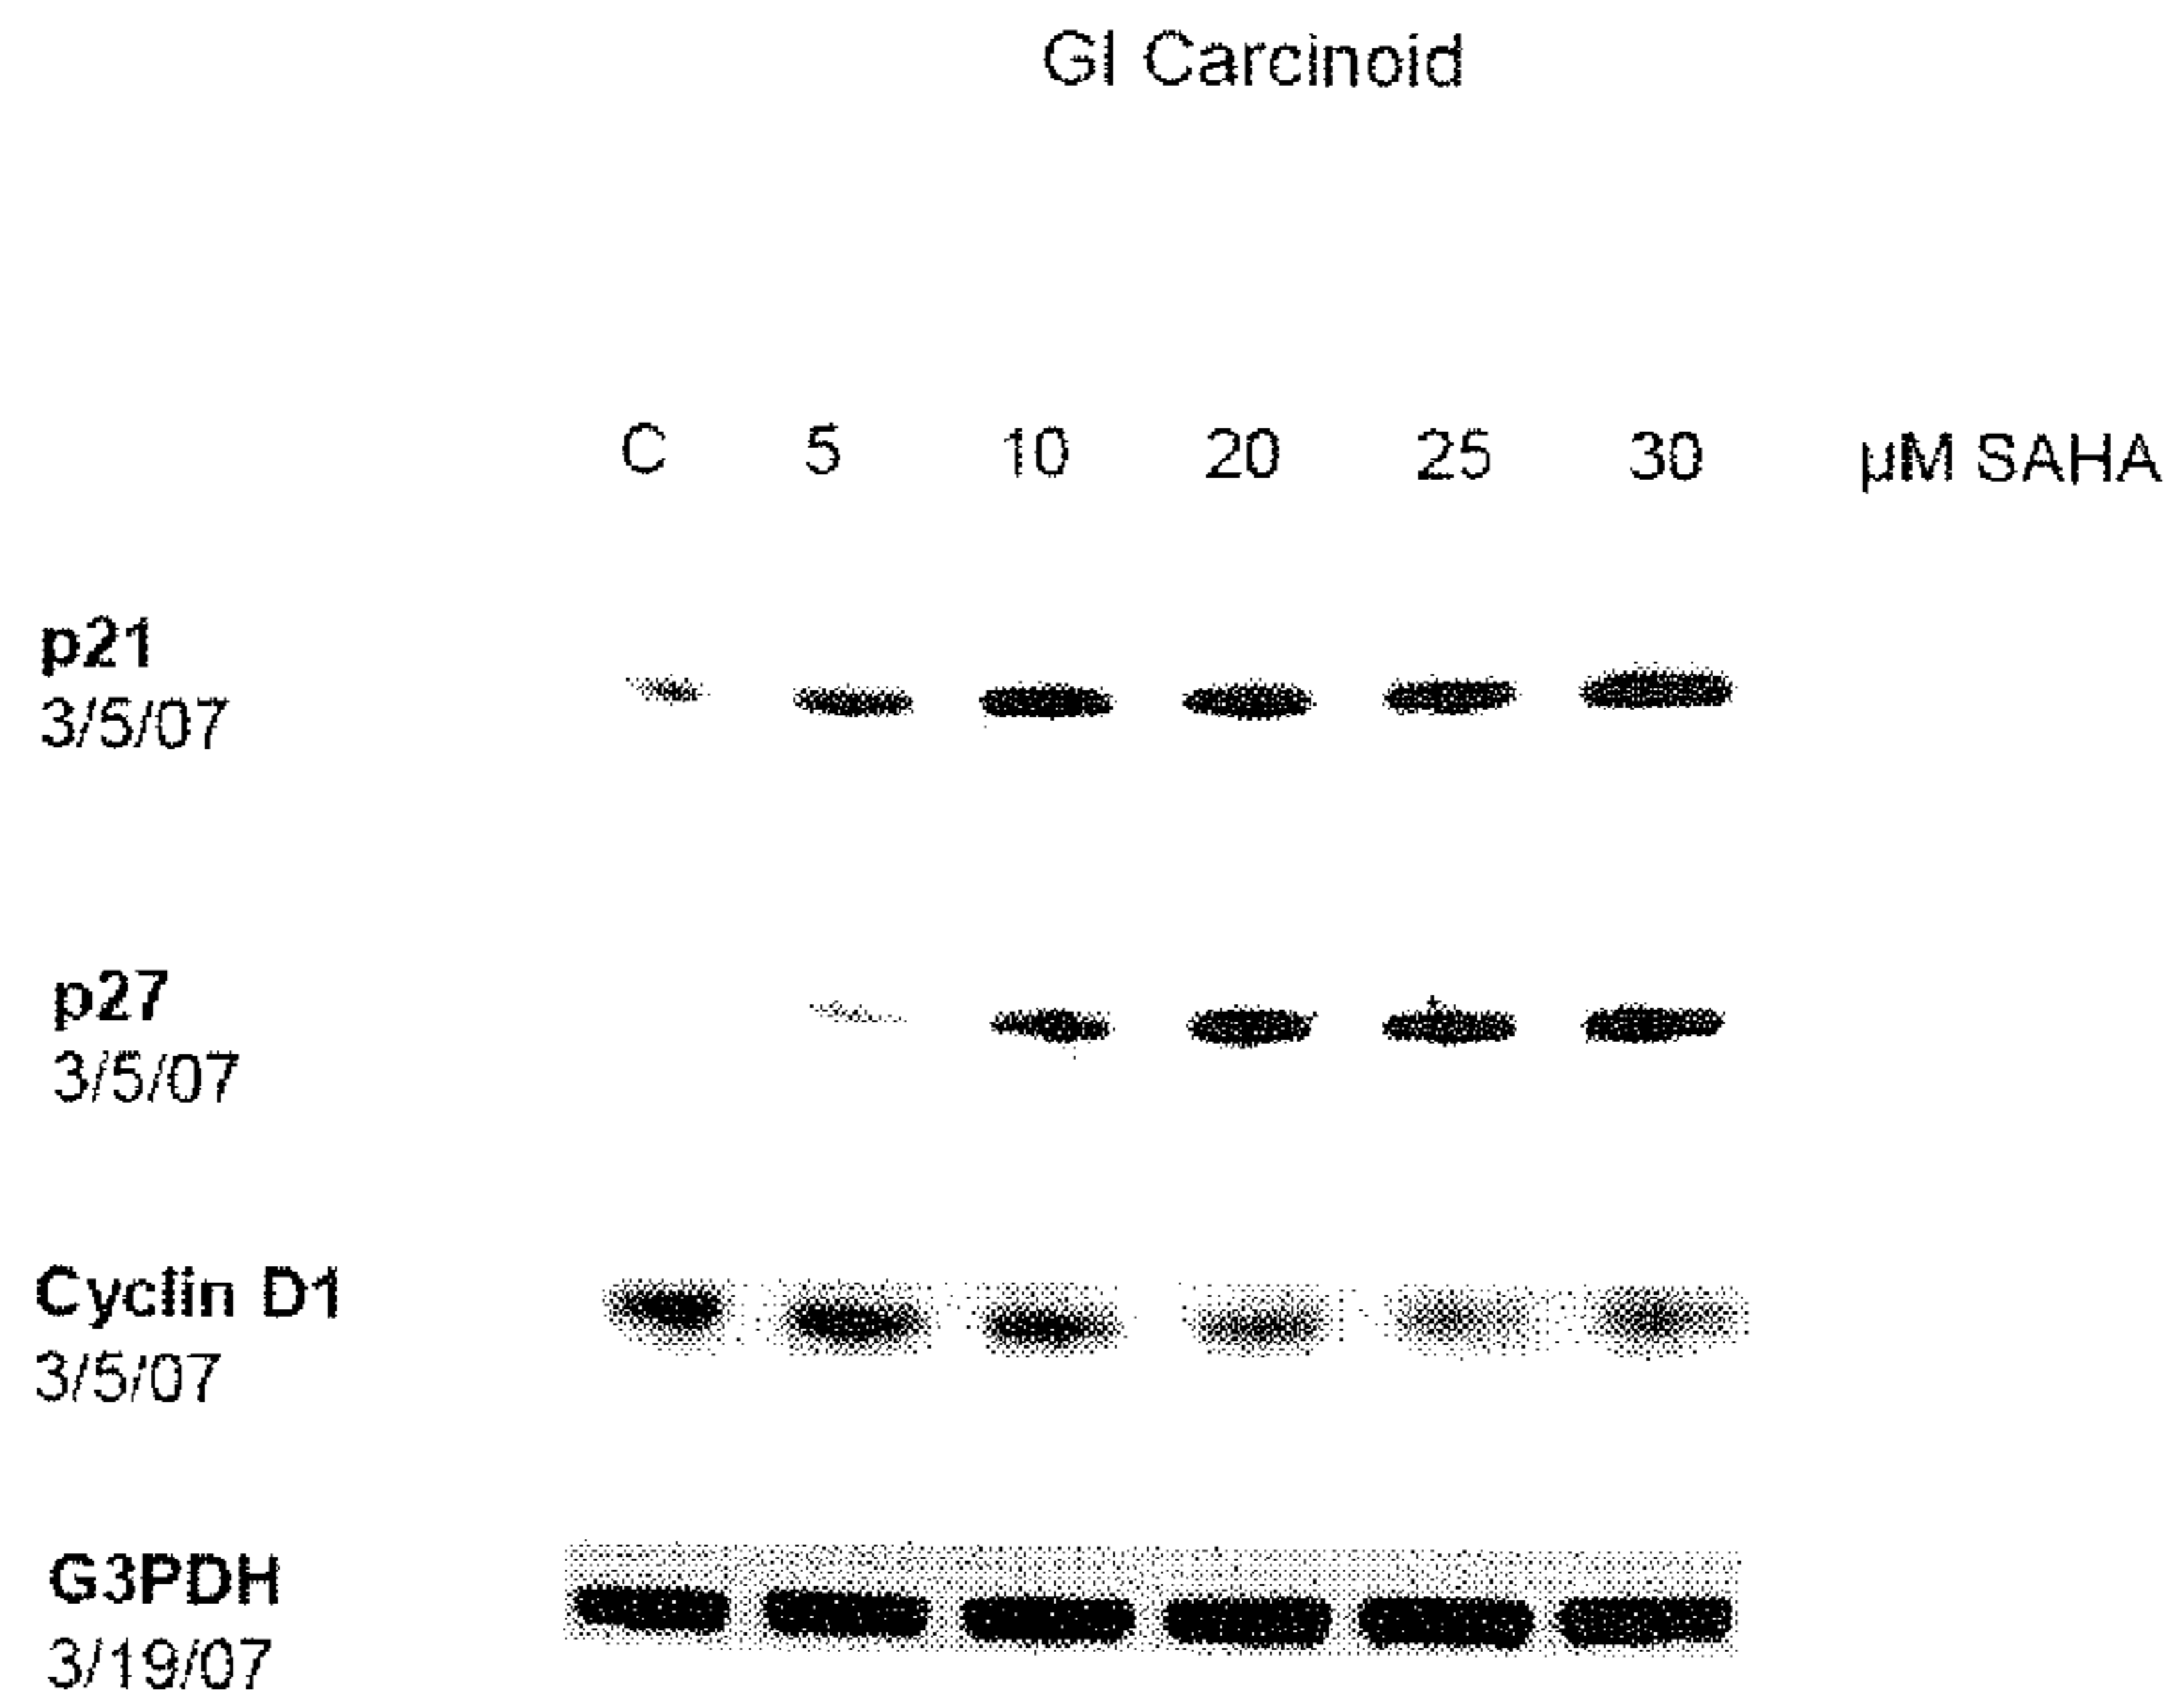 GI Carcinoid
C 5 10 20 25 30 µM SAHA
p21
3/5/07
p27
3/5/07
Cyclin D1
3/5/07
G3PDH
3/19/07